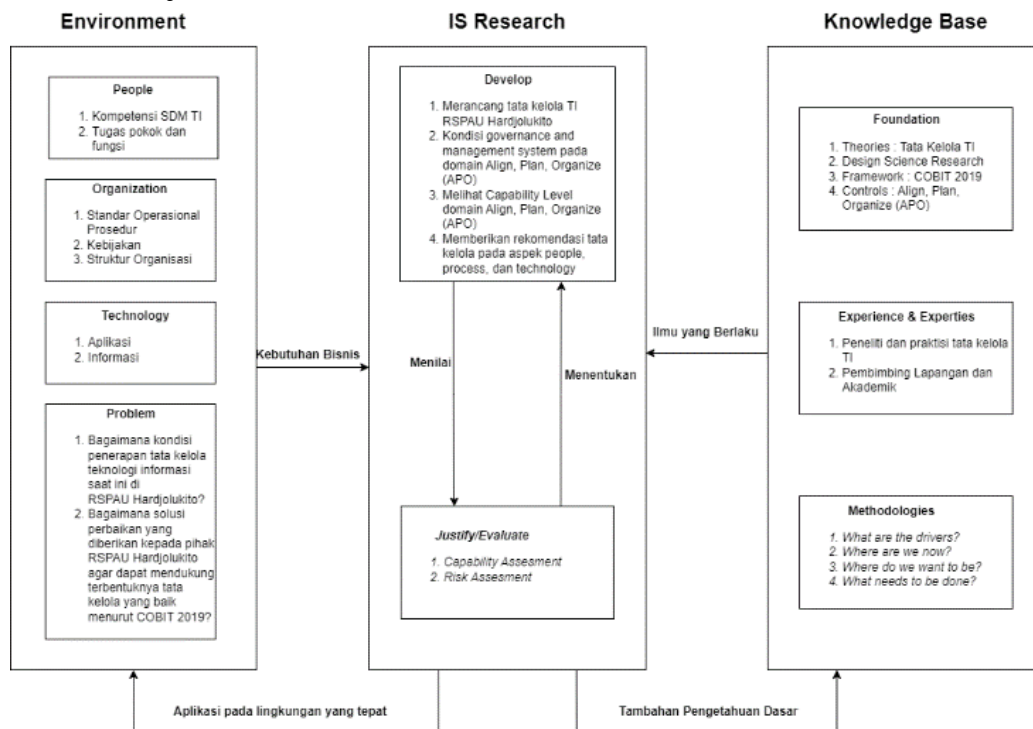 Environment
People
1. Kompetensi SDM TI
2. Tugas pokok dan
fungsi
Organization
1. Standar Operasional
Prosedur
2. Kebijakan
3. Struktur Organisasi
Technology
1. Aplikasi
2. Informasi
Problem
1. Bagaimana kondisi
penerapan tata kelola
teknologi informasi
saat ini di
RSPAU Hardjolukito?
2. Bagaimana solusi
perbaikan yang
diberikan kepada pihak
RSPAU Hardjolukito
agar dapat mendukung
terbentuknya tata
kelola yang baik
menurut COBIT 2019?
Kebutuhan Bisnis
IS Research
Develop
1. Merancang tata kelola TI
RSPAU Hardjolukito
2. Kondisi governance and
management system pada
domain Align, Plan, Organize
(APO)
3. Melihat Capability Level
domain Align, Plan, Organize
(APO)
4. Memberikan rekomendasi tata
kelola pada aspek people,
process, dan technology
Menilai
Menentukan
Justify/Evaluate
1. Capability Assesment
2. Risk Assesment
Ilmu yang Berlaku
Knowledge Base
Foundation
1. Theories : Tata Kelola TI
2. Design Science Research
3. Framework : COBIT 2019
4. Controls : Align, Plan,
Organize (APO)
Experience & Experties
1. Peneliti dan praktisi tata kelola
TI
2. Pembimbing Lapangan dan
Akademik
Methodologies
1. What are the drivers?
2. Where are we now?
3. Where do we want to be?
4. What needs to be done?
Aplikasi pada lingkungan yang tepat
Tambahan Pengetahuan Dasar